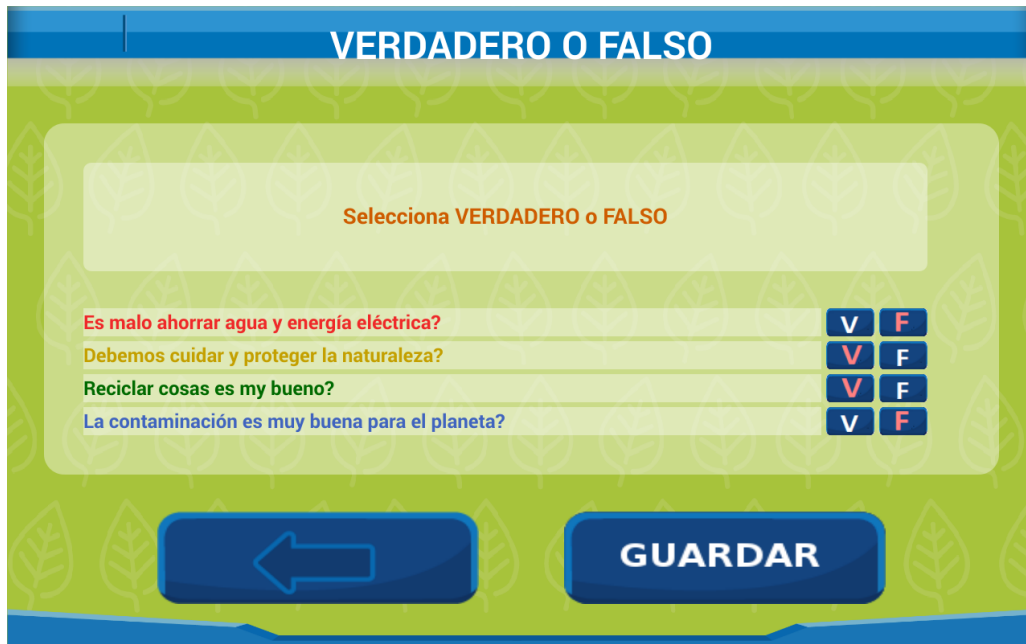 VERDADERO O FALSO
Selecciona VERDADERO o FALSO
Es malo ahorrar agua y energía eléctrica? V F
Debemos cuidar y proteger la naturaleza? V F
Reciclar cosas es my bueno? V F
La contaminación es muy buena para el planeta? V F
GUARDAR